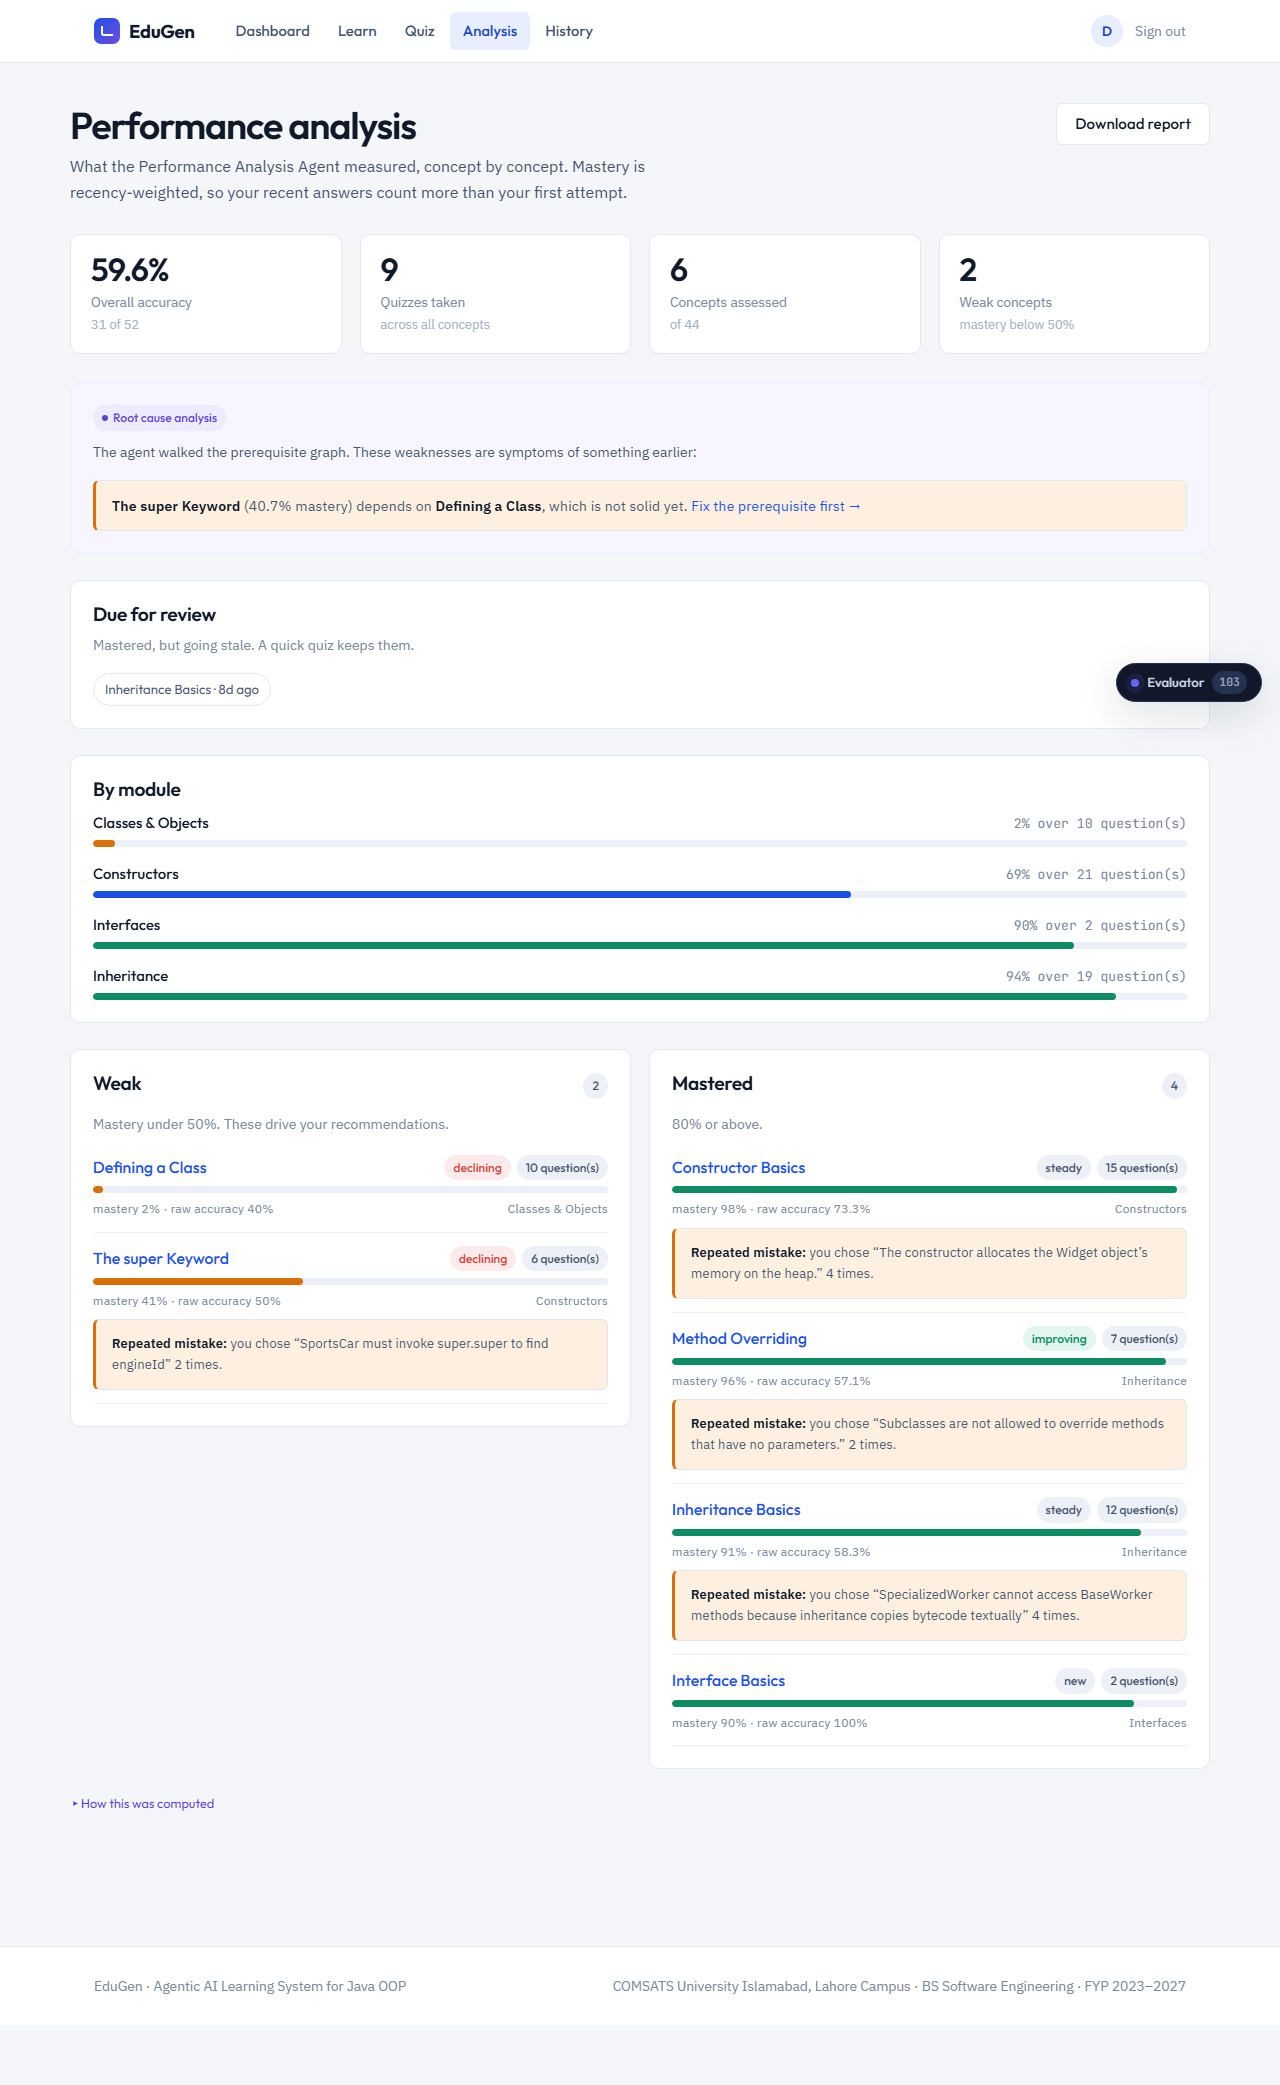 EduGen
Dashboard
Learn
Quiz
Analysis
History
D
Sign out
Performance analysis
Download report
What the Performance Analysis Agent measured, concept by concept. Mastery is
recency-weighted, so your recent answers count more than your first attempt.
59.6%
Overall accuracy
31 of 52
9
Quizzes taken
across all concepts
6
Concepts assessed
of 44
2
Weak concepts
mastery below 50%
Root cause analysis
The agent walked the prerequisite graph. These weaknesses are symptoms of something earlier:
The super Keyword (40.7% mastery) depends on Defining a Class, which is not solid yet. Fix the prerequisite first →
Due for review
Mastered, but going stale. A quick quiz keeps them.
Inheritance Basics · 8d ago
Evaluator 103
By module
Classes & Objects
2% over 10 question(s)
Constructors
69% over 21 question(s)
Interfaces
90% over 2 question(s)
Inheritance
94% over 19 question(s)
Weak
2
Mastery under 50%. These drive your recommendations.
Defining a Class
declining
10 question(s)
mastery 2% · raw accuracy 40%
Classes & Objects
The super Keyword
declining
6 question(s)
mastery 41% · raw accuracy 50%
Constructors
Repeated mistake: you chose “SportsCar must invoke super.super to find
engineId” 2 times.
Mastered
4
80% or above.
Constructor Basics
steady
15 question(s)
mastery 98% · raw accuracy 73.3%
Constructors
Repeated mistake: you chose “The constructor allocates the Widget object’s
memory on the heap.” 4 times.
Method Overriding
improving
7 question(s)
mastery 96% · raw accuracy 57.1%
Inheritance
Repeated mistake: you chose “Subclasses are not allowed to override methods
that have no parameters.” 2 times.
Inheritance Basics
steady
12 question(s)
mastery 91% · raw accuracy 58.3%
Inheritance
Repeated mistake: you chose “SpecializedWorker cannot access BaseWorker
methods because inheritance copies bytecode textually” 4 times.
Interface Basics
new
2 question(s)
mastery 90% · raw accuracy 100%
Interfaces
‣ How this was computed
EduGen · Agentic AI Learning System for Java OOP
COMSATS University Islamabad, Lahore Campus · BS Software Engineering · FYP 2023–2027